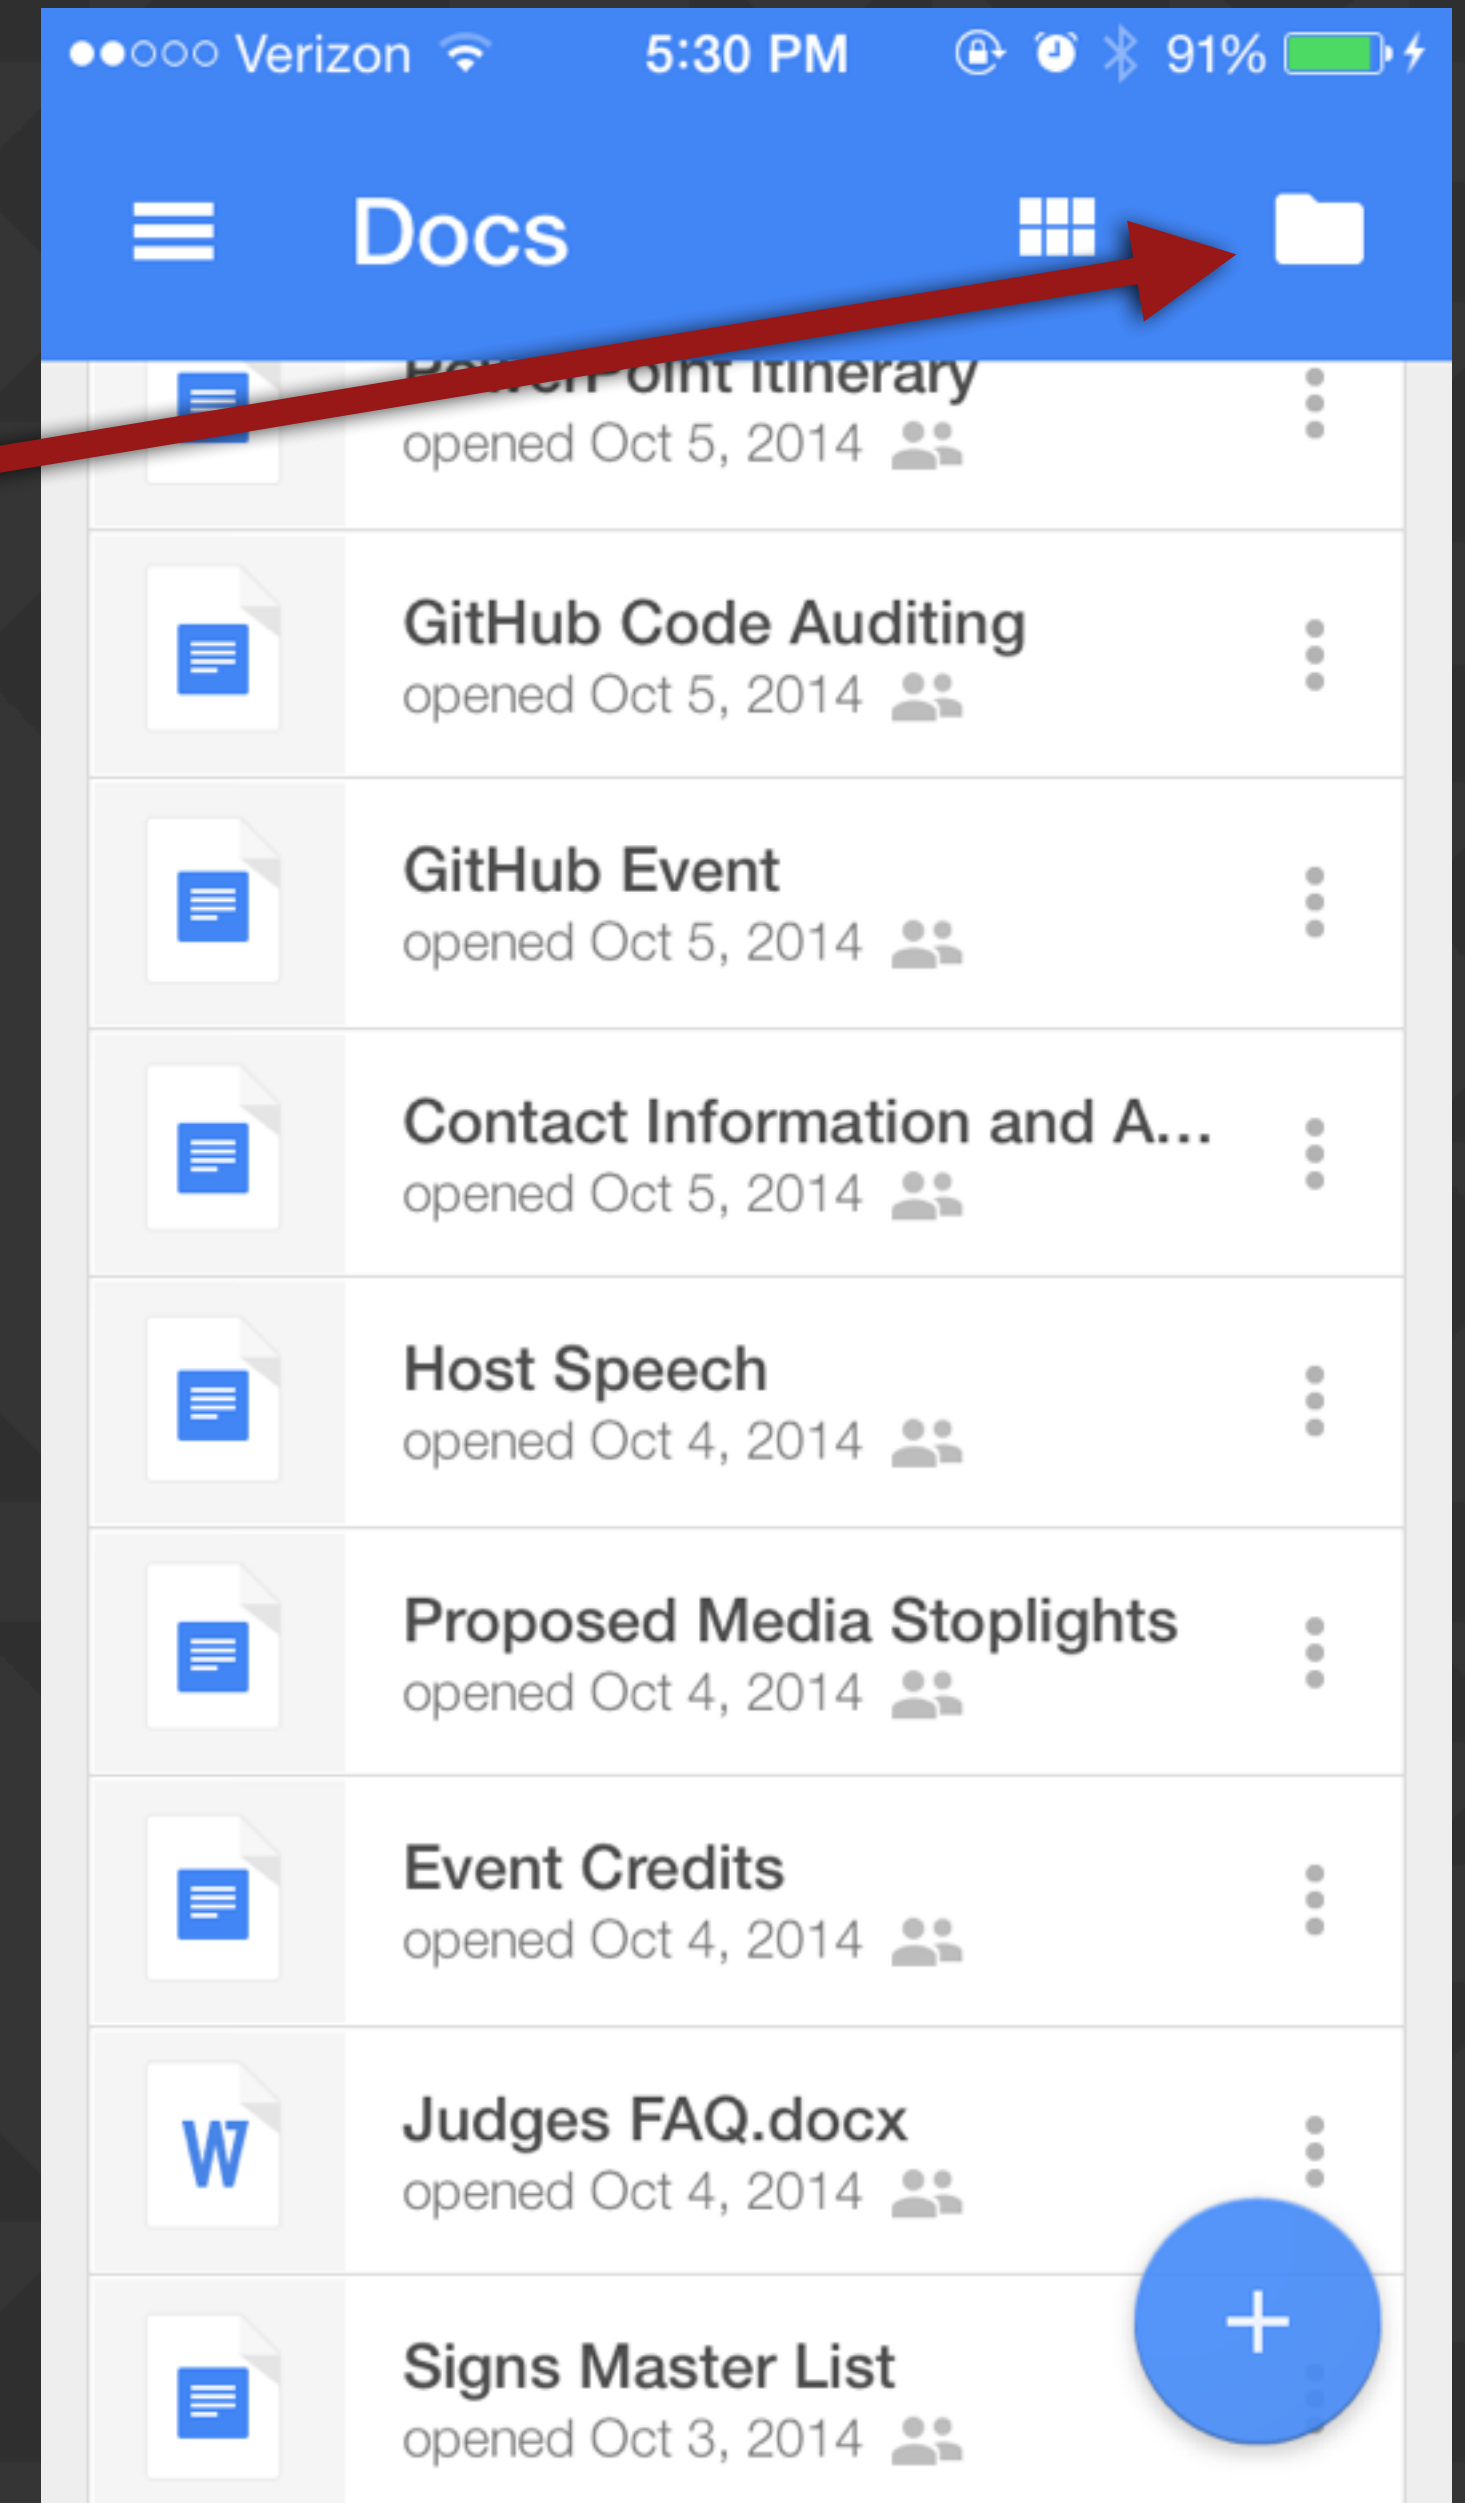 Verizon 5:30 PM 91%
Docs
PowerPoint Itinerary
opened Oct 5, 2014
GitHub Code Auditing
opened Oct 5, 2014
GitHub Event
opened Oct 5, 2014
Contact Information and A...
opened Oct 5, 2014
Host Speech
opened Oct 4, 2014
Proposed Media Stoplights
opened Oct 4, 2014
Event Credits
opened Oct 4, 2014
W
Judges FAQ.docx
opened Oct 4, 2014
Signs Master List
opened Oct 3, 2014